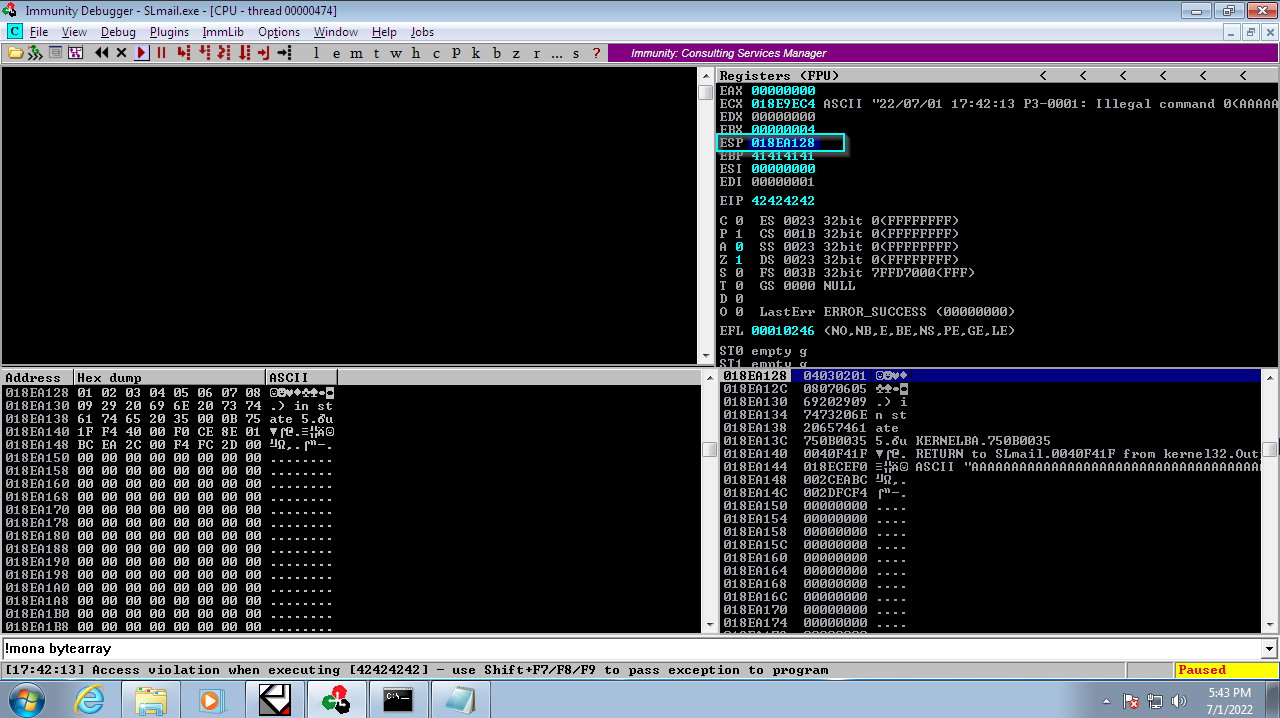 Immunity Debugger - SLmail.exe - [CPU - thread 00000474]
C File View Debug Plugins ImmLib Options Window Help Jobs
l e m t w h c P k b z r ... s ? Immunity: Consulting Services Manager
Registers (FPU) < < < < < <
EAX 00000000
ECX 018E9EC4 ASCII "22/07/01 17:42:13 P3-0001: Illegal command 0(AAAAA
EDX 00000000
EBX 00000004
ESP 018EA128
EBP 41414141
ESI 00000000
EDI 00000001
EIP 42424242
C 0 ES 0023 32bit 0(FFFFFFFF)
P 1 CS 001B 32bit 0(FFFFFFFF)
A 0 SS 0023 32bit 0(FFFFFFFF)
Z 1 DS 0023 32bit 0(FFFFFFFF)
S 0 FS 003B 32bit 7FFD7000(FFF)
T 0 GS 0000 NULL
D 0
O 0 LastErr ERROR_SUCCESS (00000000)
EFL 00010246 (NO,NB,E,BE,NS,PE,GE,LE)
ST0 empty g
ST1 empty g
Address Hex dump ASCII
018EA128 01 02 03 04 05 06 07 08 ☺☻♥♦♣♠•◘
018EA130 09 29 20 69 6E 20 73 74 .) in st
018EA138 61 74 65 20 35 00 0B 75 ate 5.♂u
018EA140 1F F4 40 00 F0 CE 8E 01
018EA148 BC EA 2C 00 F4 FC 2D 00
018EA150 00 00 00 00 00 00 00 00 ........
018EA158 00 00 00 00 00 00 00 00 ........
018EA160 00 00 00 00 00 00 00 00 ........
018EA168 00 00 00 00 00 00 00 00 ........
018EA170 00 00 00 00 00 00 00 00 ........
018EA178 00 00 00 00 00 00 00 00 ........
018EA180 00 00 00 00 00 00 00 00 ........
018EA188 00 00 00 00 00 00 00 00 ........
018EA190 00 00 00 00 00 00 00 00 ........
018EA198 00 00 00 00 00 00 00 00 ........
018EA1A0 00 00 00 00 00 00 00 00 ........
018EA1A8 00 00 00 00 00 00 00 00 ........
018EA1B0 00 00 00 00 00 00 00 00 ........
018EA1B8 00 00 00 00 00 00 00 00 ........
018EA128 04030201 ☺☻♥♦
018EA12C 08070605 ♣♠•◘
018EA130 69202909 .) i
018EA134 7473206E n st
018EA138 20657461 ate
018EA13C 750B0035 5.♂u KERNELBA.750B0035
018EA140 0040F41F RETURN to SLmail.0040F41F from kernel32.Out
018EA144 018ECEF0 ASCII "AAAAAAAAAAAAAAAAAAAAAAAAAAAAAAAAAAAA
018EA148 002CEABC
018EA14C 002DFCF4
018EA150 00000000 ....
018EA154 00000000 ....
018EA158 00000000 ....
018EA15C 00000000 ....
018EA160 00000000 ....
018EA164 00000000 ....
018EA168 00000000 ....
018EA16C 00000000 ....
018EA170 00000000 ....
018EA174 00000000 ....
!mona bytearray
[17:42:13] Access violation when executing [42424242] - use Shift+F7/F8/F9 to pass exception to program Paused
5:43 PM
7/1/2022